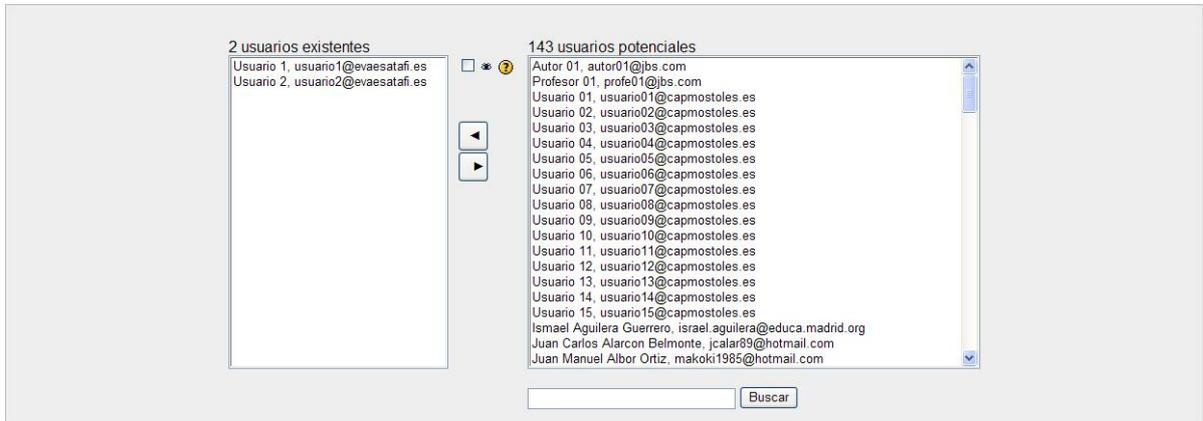 2 usuarios existentes
Usuario 1, usuario1@evaesatafi.es
Usuario 2, usuario2@evaesatafi.es
143 usuarios potenciales
Autor 01, autor01@jbs.com
Profesor 01, profe01@jbs.com
Usuario 01, usuario01@capmostoles.es
Usuario 02, usuario02@capmostoles.es
Usuario 03, usuario03@capmostoles.es
Usuario 04, usuario04@capmostoles.es
Usuario 05, usuario05@capmostoles.es
Usuario 06, usuario06@capmostoles.es
Usuario 07, usuario07@capmostoles.es
Usuario 08, usuario08@capmostoles.es
Usuario 09, usuario09@capmostoles.es
Usuario 10, usuario10@capmostoles.es
Usuario 11, usuario11@capmostoles.es
Usuario 12, usuario12@capmostoles.es
Usuario 13, usuario13@capmostoles.es
Usuario 14, usuario14@capmostoles.es
Usuario 15, usuario15@capmostoles.es
Ismael Aguilera Guerrero, israel.aguilera@educa.madrid.org
Juan Carlos Alarcon Belmonte, jcalar89@hotmail.com
Juan Manuel Albor Ortiz, makoki1985@hotmail.com
Buscar